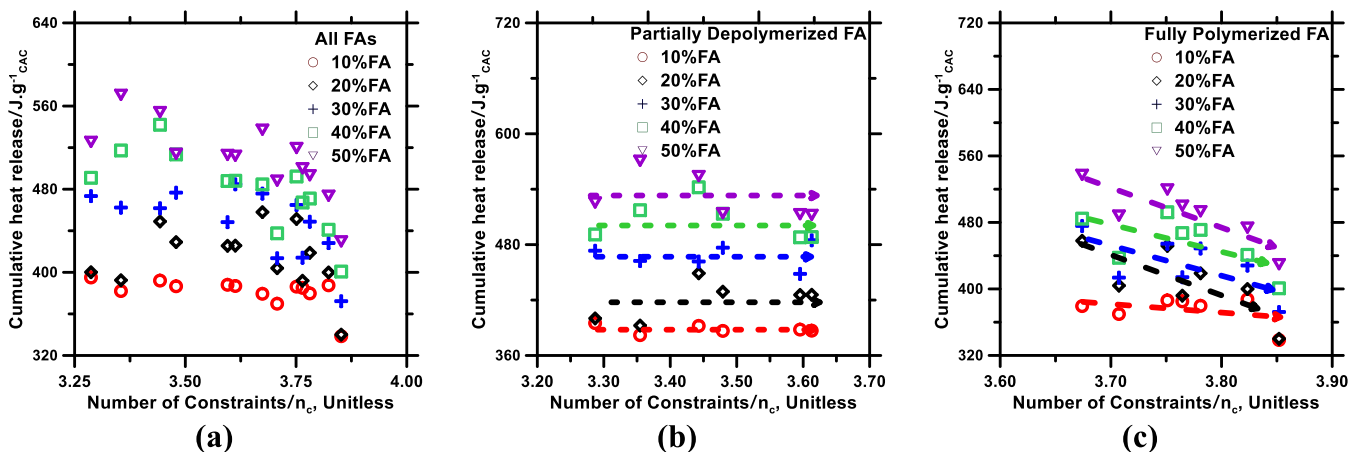 640
560
480
400
320
3.25
3.50
3.75
4.00
Cumulative heat release/J.g⁻¹CAC
Number of Constraints/nc, Unitless
All FAs
10%FA
20%FA
30%FA
40%FA
50%FA
(a)
720
600
480
360
3.20
3.30
3.40
3.50
3.60
3.70
Cumulative heat release/J.g⁻¹CAC
Number of Constraints/nc, Unitless
Partially Depolymerized FA
10%FA
20%FA
30%FA
40%FA
50%FA
(b)
720
640
560
480
400
320
3.60
3.70
3.80
3.90
Cumulative heat release/J.g⁻¹CAC
Number of Constraints/nc, Unitless
Fully Polymerized FA
10%FA
20%FA
30%FA
40%FA
50%FA
(c)